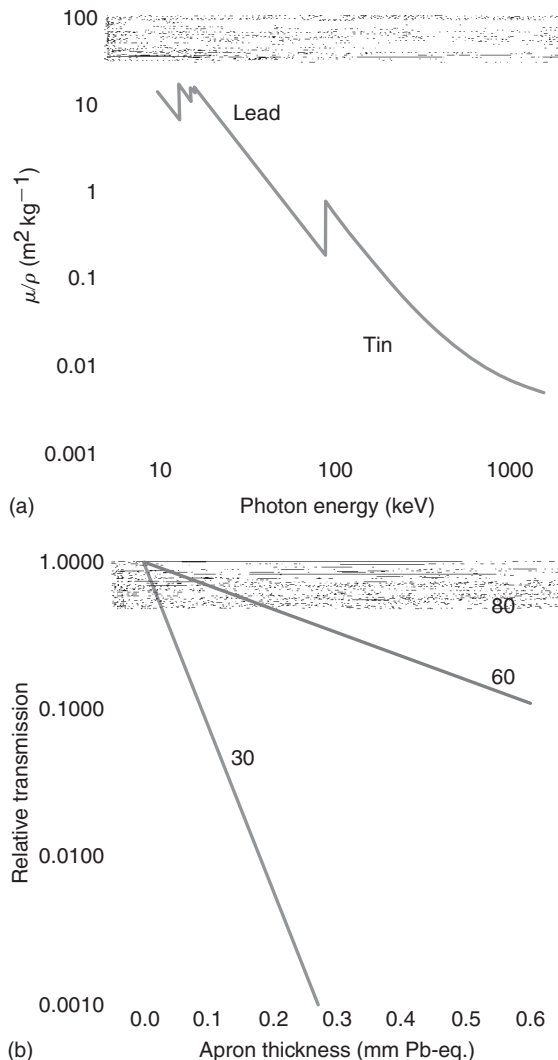 100
10
1
0.1
0.01
0.001
μ/ρ (m² kg−1)
Lead
Tin
10 100 1000
Photon energy (keV)
(a)
1.0000
0.1000
0.0100
0.0010
Relative transmission
80
60
30
0.0 0.1 0.2 0.3 0.4 0.5 0.6
Apron thickness (mm Pb-eq.)
(b)